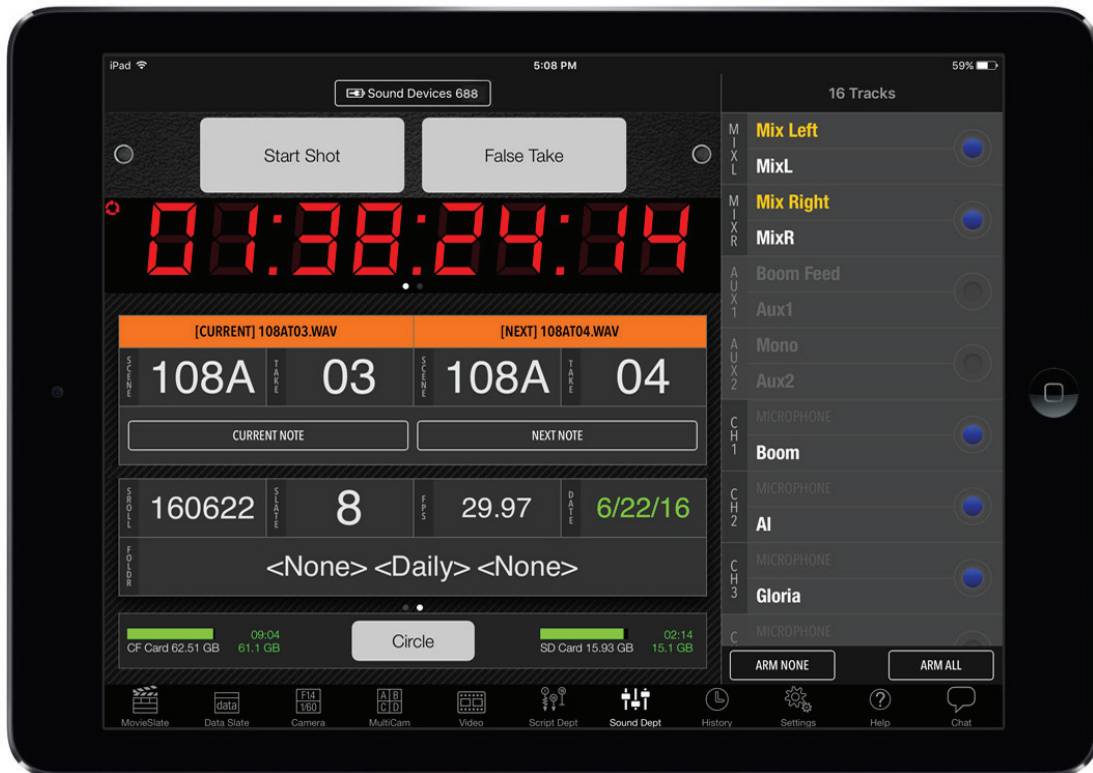 iPad
5:08 PM
59%
Sound Devices 688
Start Shot
False Take
01:38:24:14
[CURRENT] 108AT03.WAV
[NEXT] 108AT04.WAV
SCENE
108A
TAKE
03
SCENE
108A
TAKE
04
CURRENT NOTE
NEXT NOTE
SROLL
160622
SLATE
8
FPS
29.97
DATE
6/22/16
FOLDR
<None> <Daily> <None>
09:04
CF Card 62.51 GB 61.1 GB
Circle
02:14
SD Card 15.93 GB 15.1 GB
16 Tracks
MIXL
Mix Left
MixL
MIXR
Mix Right
MixR
AUX1
Boom Feed
Aux1
AUX2
Mono
Aux2
CH1
MICROPHONE
Boom
CH2
MICROPHONE
Al
CH3
MICROPHONE
Gloria
C
MICROPHONE
ARM NONE
ARM ALL
MovieSlate
data
Data Slate
F1.4
1/60
Camera
A B
C D
MultiCam
Video
Script Dept
Sound Dept
History
Settings
?
Help
Chat